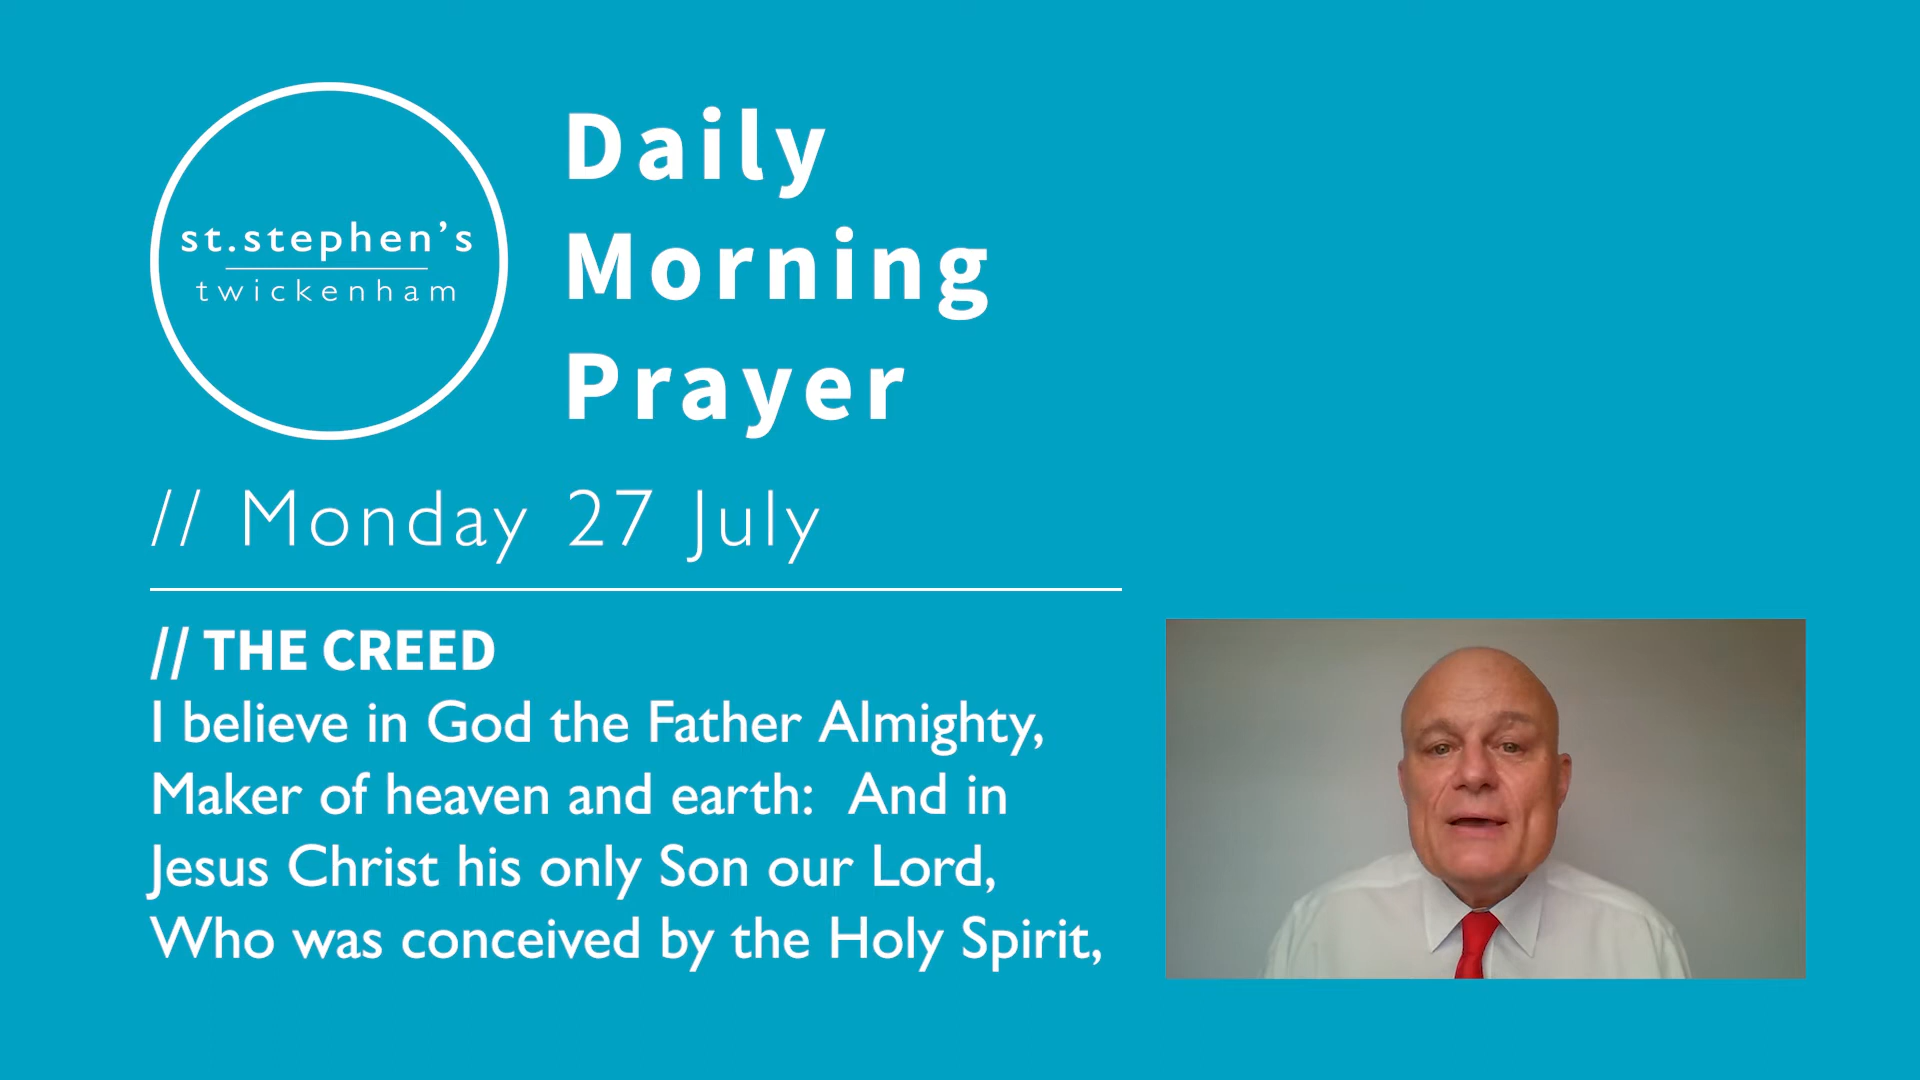 st.stephen's
twickenham
Daily
Morning
Prayer
// Monday 27 July
// THE CREED
I believe in God the Father Almighty,
Maker of heaven and earth:  And in
Jesus Christ his only Son our Lord,
Who was conceived by the Holy Spirit,